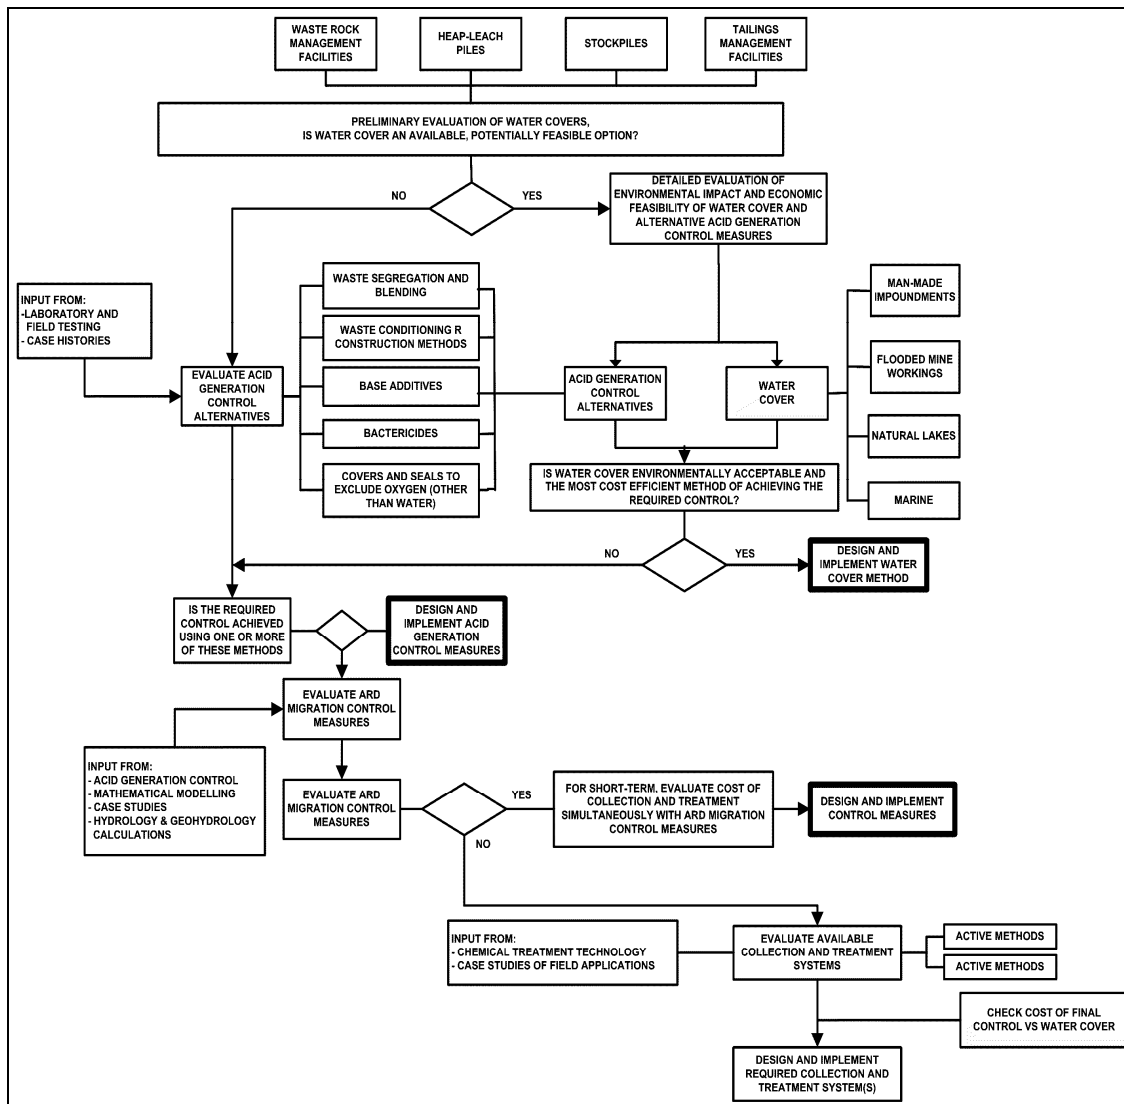 WASTE ROCK
MANAGEMENT
FACILITIES
HEAP-LEACH
PILES
STOCKPILES
TAILINGS
MANAGEMENT
FACILITIES
PRELIMINARY EVALUATION OF WATER COVERS,
IS WATER COVER AN AVAILABLE, POTENTIALLY FEASIBLE OPTION?
NO
YES
DETAILED EVALUATION OF
ENVIRONMENTAL IMPACT AND ECONOMIC
FEASIBILITY OF WATER COVER AND
ALTERNATIVE ACID GENERATION
CONTROL MEASURES
INPUT FROM:
-LABORATORY AND
FIELD TESTING
- CASE HISTORIES
EVALUATE ACID
GENERATION
CONTROL
ALTERNATIVES
WASTE SEGREGATION AND
BLENDING
WASTE CONDITIONING R
CONSTRUCTION METHODS
BASE ADDITIVES
BACTERICIDES
COVERS AND SEALS TO
EXCLUDE OXYGEN (OTHER
THAN WATER)
ACID GENERATION
CONTROL
ALTERNATIVES
WATER
COVER
MAN-MADE
IMPOUNDMENTS
FLOODED MINE
WORKINGS
NATURAL LAKES
MARINE
IS WATER COVER ENVIRONMENTALLY ACCEPTABLE AND
THE MOST COST EFFICIENT METHOD OF ACHIEVING THE
REQUIRED CONTROL?
NO
YES
DESIGN AND
IMPLEMENT WATER
COVER METHOD
IS THE REQUIRED
CONTROL ACHIEVED
USING ONE OR MORE
OF THESE METHODS
DESIGN AND
IMPLEMENT ACID
GENERATION
CONTROL MEASURES
EVALUATE ARD
MIGRATION CONTROL
MEASURES
INPUT FROM:
- ACID GENERATION CONTROL
- MATHEMATICAL MODELLING
- CASE STUDIES
- HYDROLOGY & GEOHYDROLOGY
CALCULATIONS
EVALUATE ARD
MIGRATION CONTROL
MEASURES
YES
NO
FOR SHORT-TERM. EVALUATE COST OF
COLLECTION AND TREATMENT
SIMULTANEOUSLY WITH ARD MIGRATION
CONTROL MEASURES
DESIGN AND IMPLEMENT
CONTROL MEASURES
INPUT FROM:
- CHEMICAL TREATMENT TECHNOLOGY
- CASE STUDIES OF FIELD APPLICATIONS
EVALUATE AVAILABLE
COLLECTION AND TREATMENT
SYSTEMS
ACTIVE METHODS
ACTIVE METHODS
CHECK COST OF FINAL
CONTROL VS WATER COVER
DESIGN AND IMPLEMENT
REQUIRED COLLECTION AND
TREATMENT SYSTEM(S)